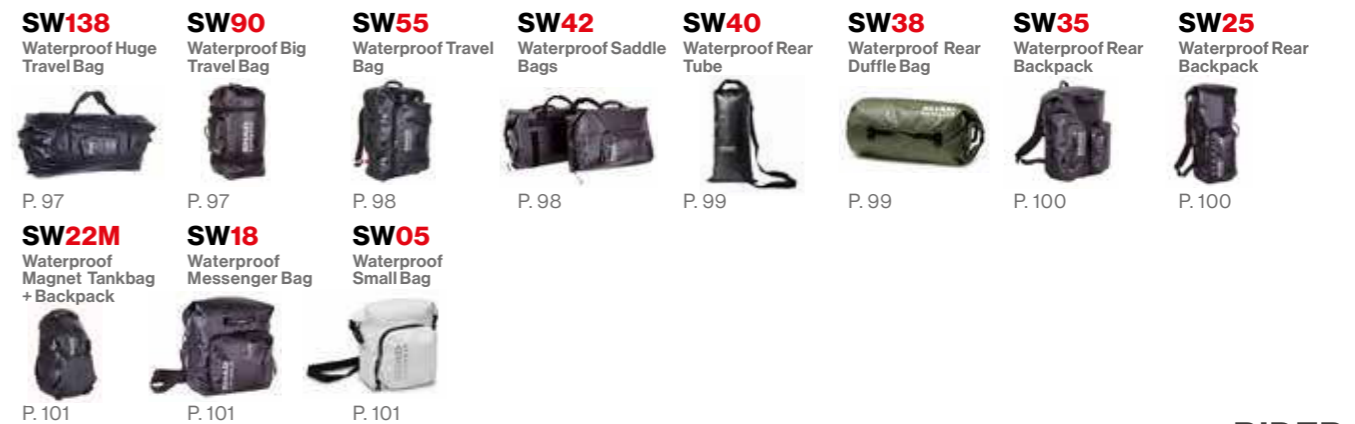 SW138
Waterproof Huge
Travel Bag
P. 97
SW90
Waterproof Big
Travel Bag
P. 97
SW55
Waterproof Travel
Bag
P. 98
SW42
Waterproof Saddle
Bags
P. 98
SW40
Waterproof Rear
Tube
P. 99
SW38
Waterproof Rear
Duffle Bag
P. 99
SW35
Waterproof Rear
Backpack
P. 100
SW25
Waterproof Rear
Backpack
P. 100
SW22M
Waterproof
Magnet Tankbag
+ Backpack
P. 101
SW18
Waterproof
Messenger Bag
P. 101
SW05
Waterproof
Small Bag
P. 101